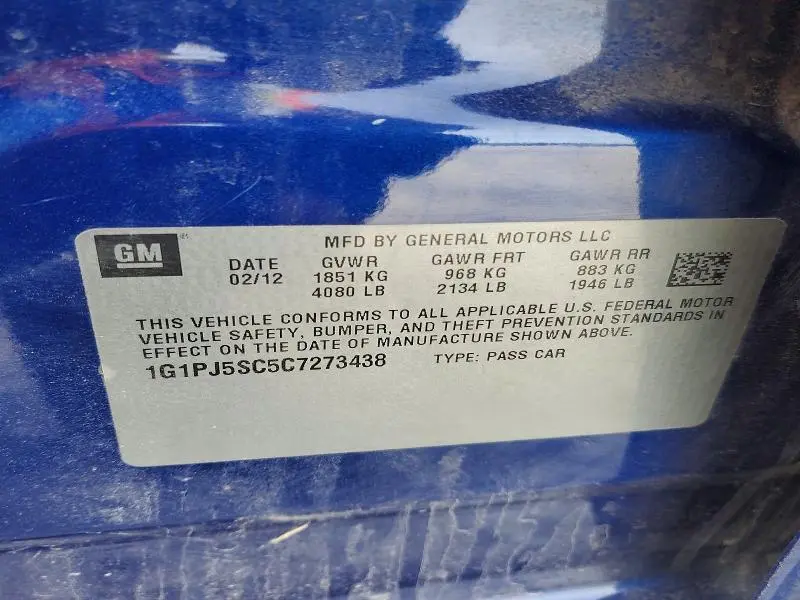 GM
MFD BY GENERAL MOTORS LLC
DATE GVWR GAWR FRT GAWR RR
02/12 1851 KG 968 KG 883 KG
4080 LB 2134 LB 1946 LB
THIS VEHICLE CONFORMS TO ALL APPLICABLE U.S. FEDERAL MOTOR
VEHICLE SAFETY, BUMPER, AND THEFT PREVENTION STANDARDS IN
EFFECT ON THE DATE OF MANUFACTURE SHOWN ABOVE.
1G1PJ5SC5C7273438 TYPE: PASS CAR